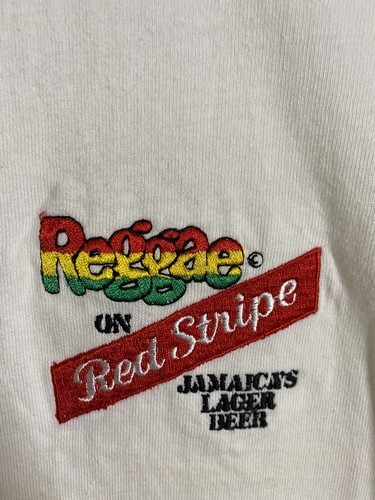 Reggae ©
ON
Red Stripe
JAMAICA'S
LAGER
BEER